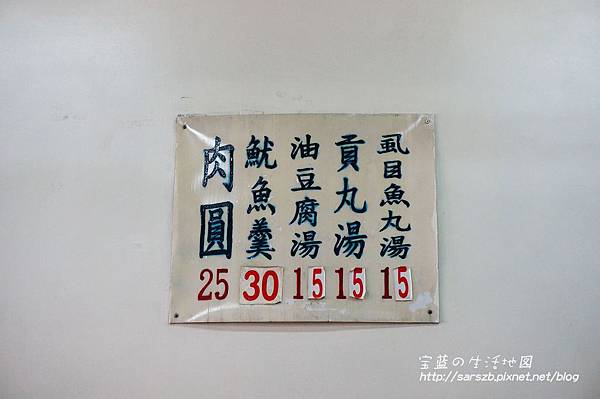 虱目魚丸湯 15
貢丸湯 15
油豆腐湯 15
魷魚羹 30
肉圓 25
宝蓝の生活地図
http://sarszb.pixnet.net/blog